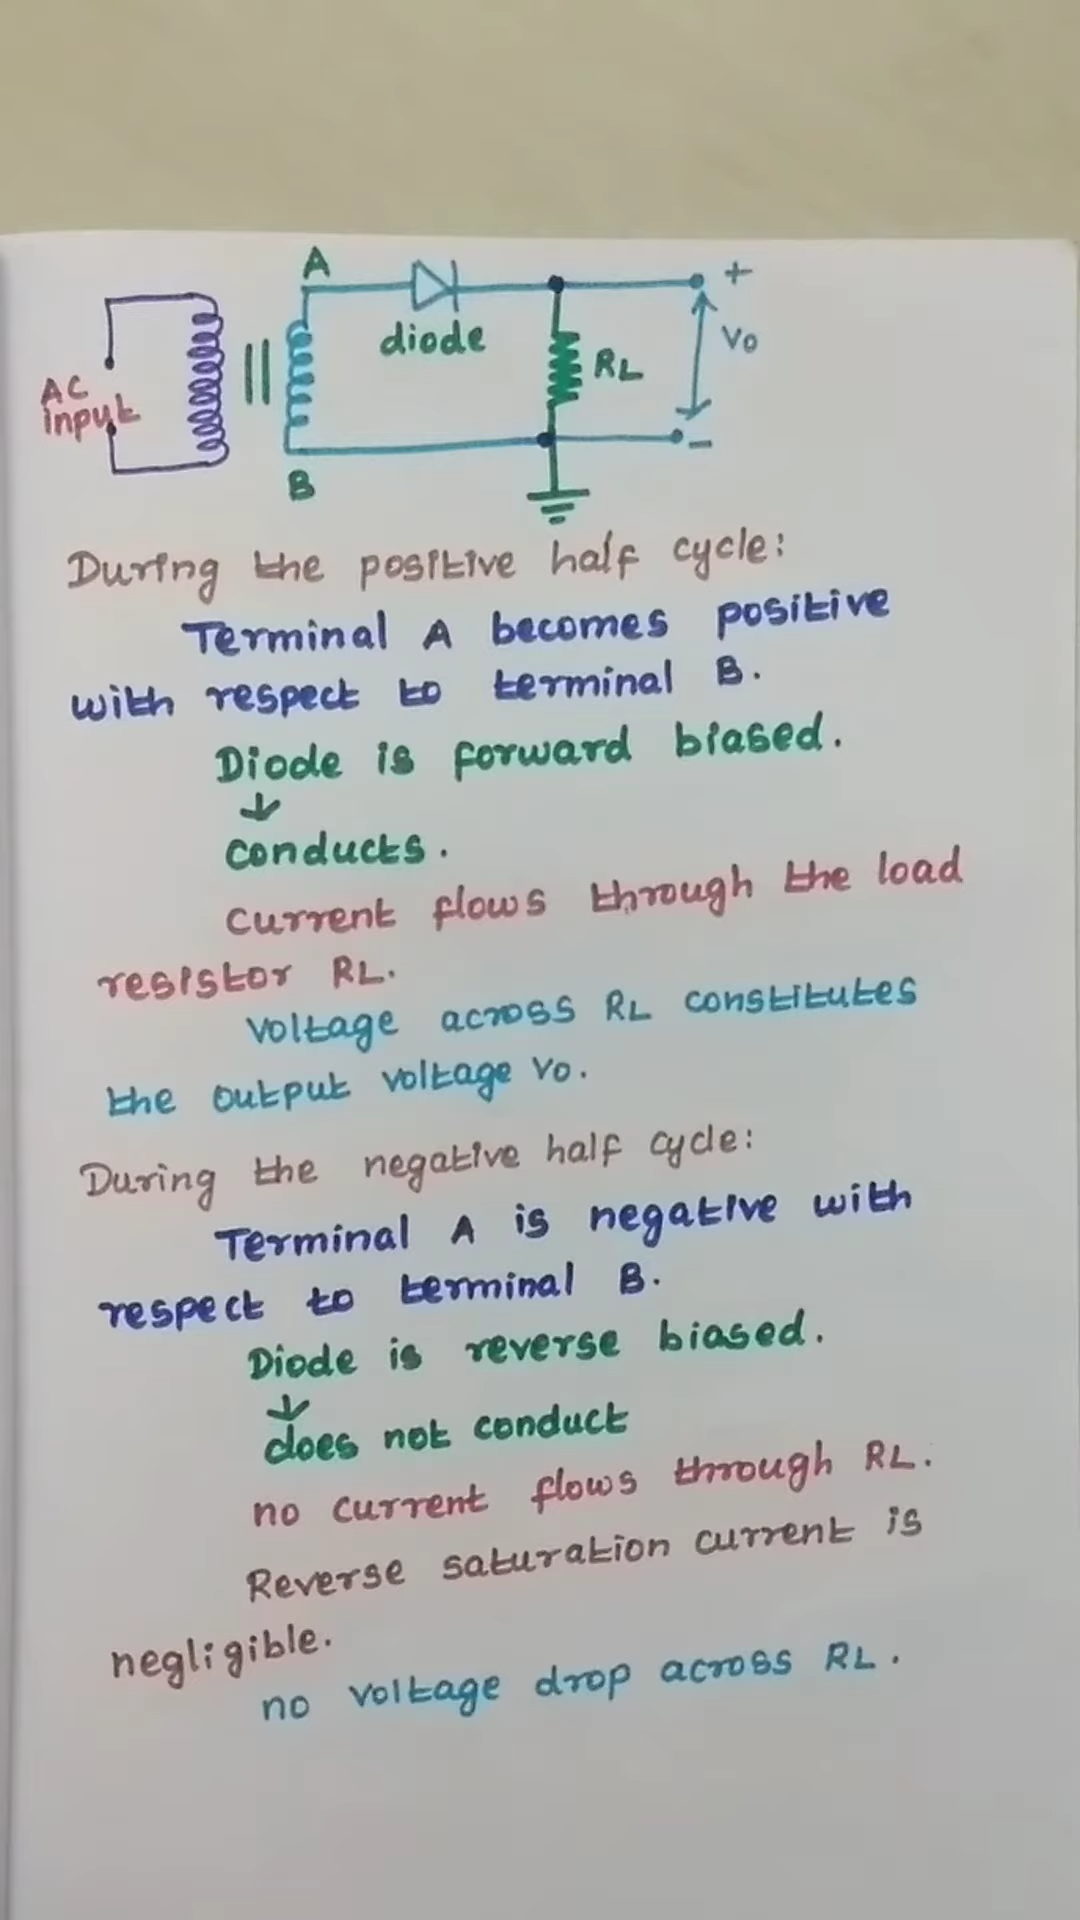 A
+
diode
Vo
RL
AC
input
-
B
During the positive half cycle:
Terminal A becomes positive
with respect to terminal B.
Diode is forward biased.
↓
conducts.
current flows through the load
resistor RL.
Voltage across RL constitutes
the output voltage Vo.
During the negative half cycle:
Terminal A is negative with
respect to terminal B.
Diode is reverse biased.
↓
does not conduct
no current flows through RL.
Reverse saturation current is
negligible.
no voltage drop across RL.